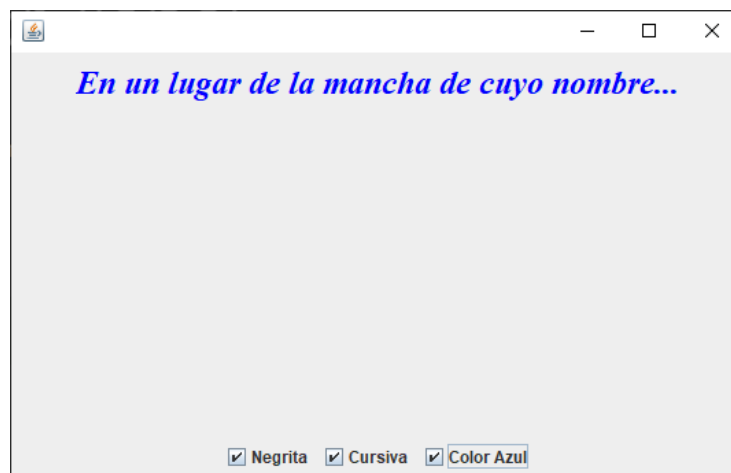 En un lugar de la mancha de cuyo nombre...
Negrita Cursiva Color Azul